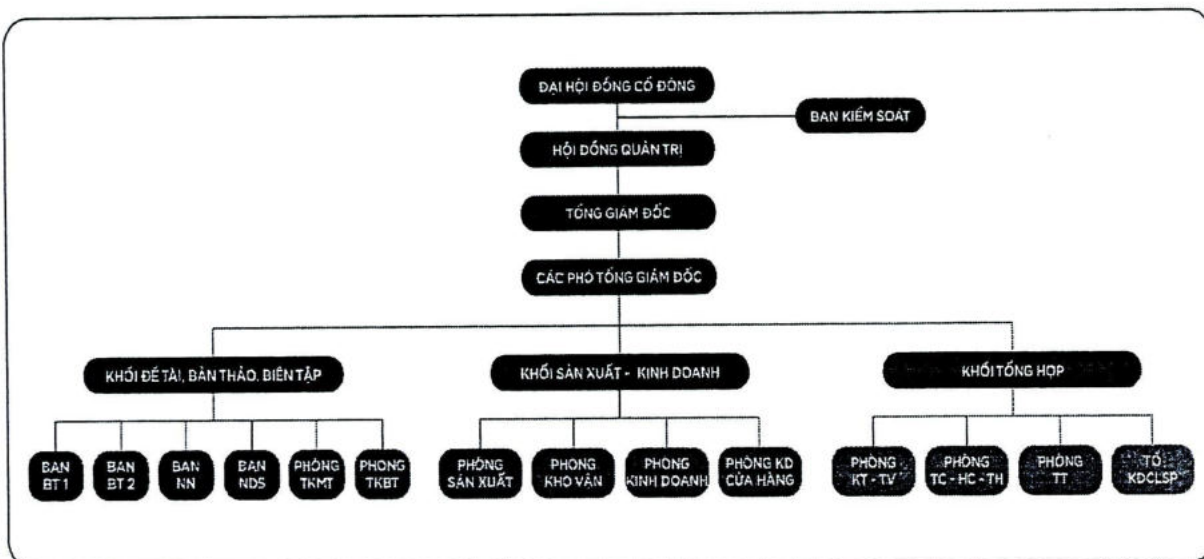 ĐẠI HỘI ĐỒNG CỔ ĐÔNG
BAN KIỂM SOÁT
HỘI ĐỒNG QUẢN TRỊ
TỔNG GIÁM ĐỐC
CÁC PHÓ TỔNG GIÁM ĐỐC
KHỐI ĐỀ TÀI, BẢN THẢO, BIÊN TẬP
KHỐI SẢN XUẤT - KINH DOANH
KHỐI TỔNG HỢP
BAN
BT 1
BAN
BT 2
BAN
NN
BAN
NDS
PHÒNG
TKMT
PHÒNG
TKBT
PHÒNG
SẢN XUẤT
PHÒNG
KHO VẬN
PHÒNG
KINH DOANH
PHÒNG KD
CỬA HÀNG
PHÒNG
KT - TV
PHÒNG
TC - HC - TH
PHÒNG
TT
TỔ
KDCLSP